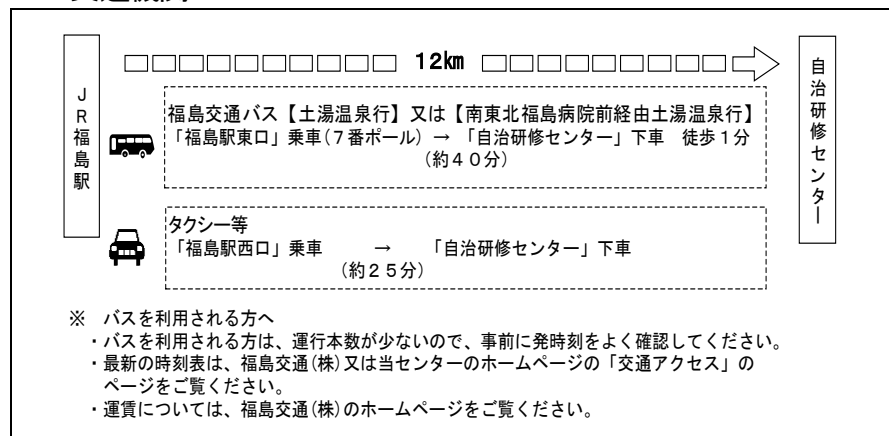 JR福島駅
12km
自治研修センター
福島交通バス【土湯温泉行】又は【南東北福島病院前経由土湯温泉行】
「福島駅東口」乗車(7番ポール) → 「自治研修センター」下車 徒歩1分
(約40分)
タクシー等
「福島駅西口」乗車 → 「自治研修センター」下車
(約25分)
※ バスを利用される方へ
・バスを利用される方は、運行本数が少ないので、事前に発時刻をよく確認してください。
・最新の時刻表は、福島交通(株)又は当センターのホームページの「交通アクセス」の
ページをご覧ください。
・運賃については、福島交通(株)のホームページをご覧ください。